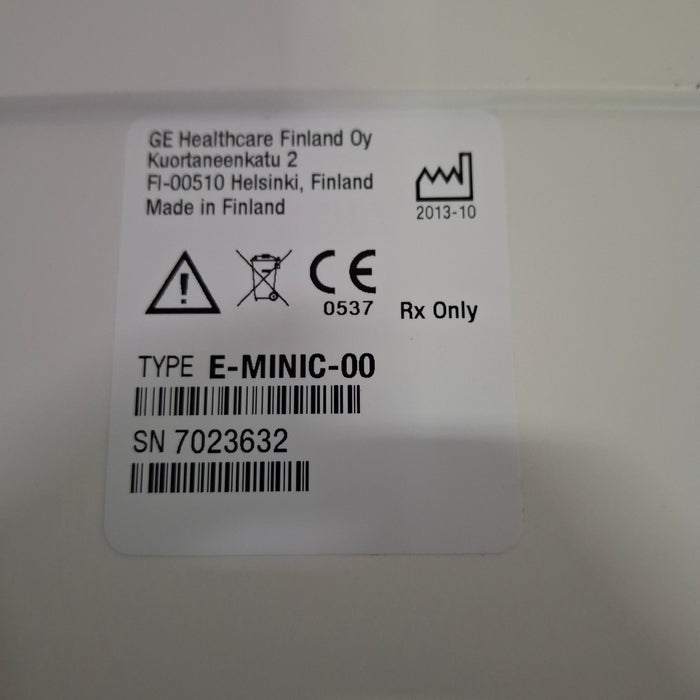 GE Healthcare Finland Oy
Kuortaneenkatu 2
FI-00510 Helsinki, Finland
Made in Finland
2013-10
CE
0537
Rx Only
TYPE E-MINIC-00
SN 7023632